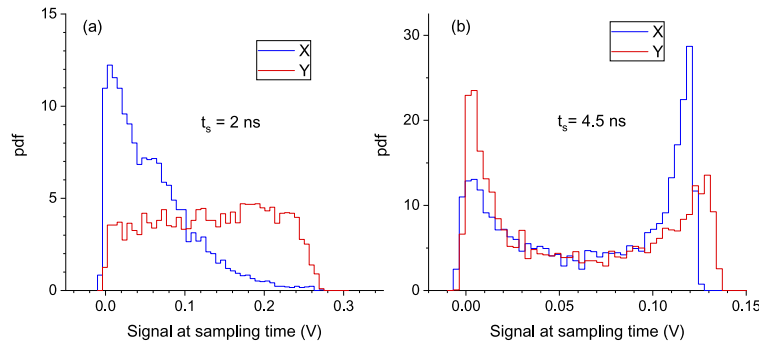 (a)
X
Y
t_s = 2 ns
15
10
5
0
pdf
0.0 0.1 0.2 0.3
Signal at sampling time (V)
(b)
X
Y
t_s= 4.5 ns
30
20
10
0
pdf
0.00 0.05 0.10 0.15
Signal at sampling time (V)